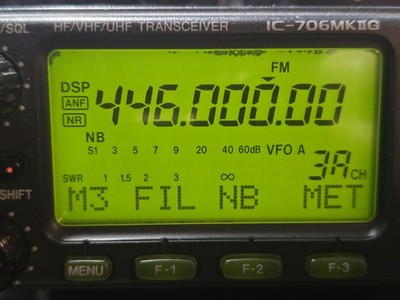 /SQL HF/VHF/UHF TRANSCEIVER IC-706MKIIG
FM
DSP
ANF
NR
446.000.00
NB
S1 3 5 7 9 20 40 60dB VFO A
3A CH
SWR 1 1.5 2 3 ∞
M3 FIL NB MET
SHIFT
MENU F-1 F-2 F-3